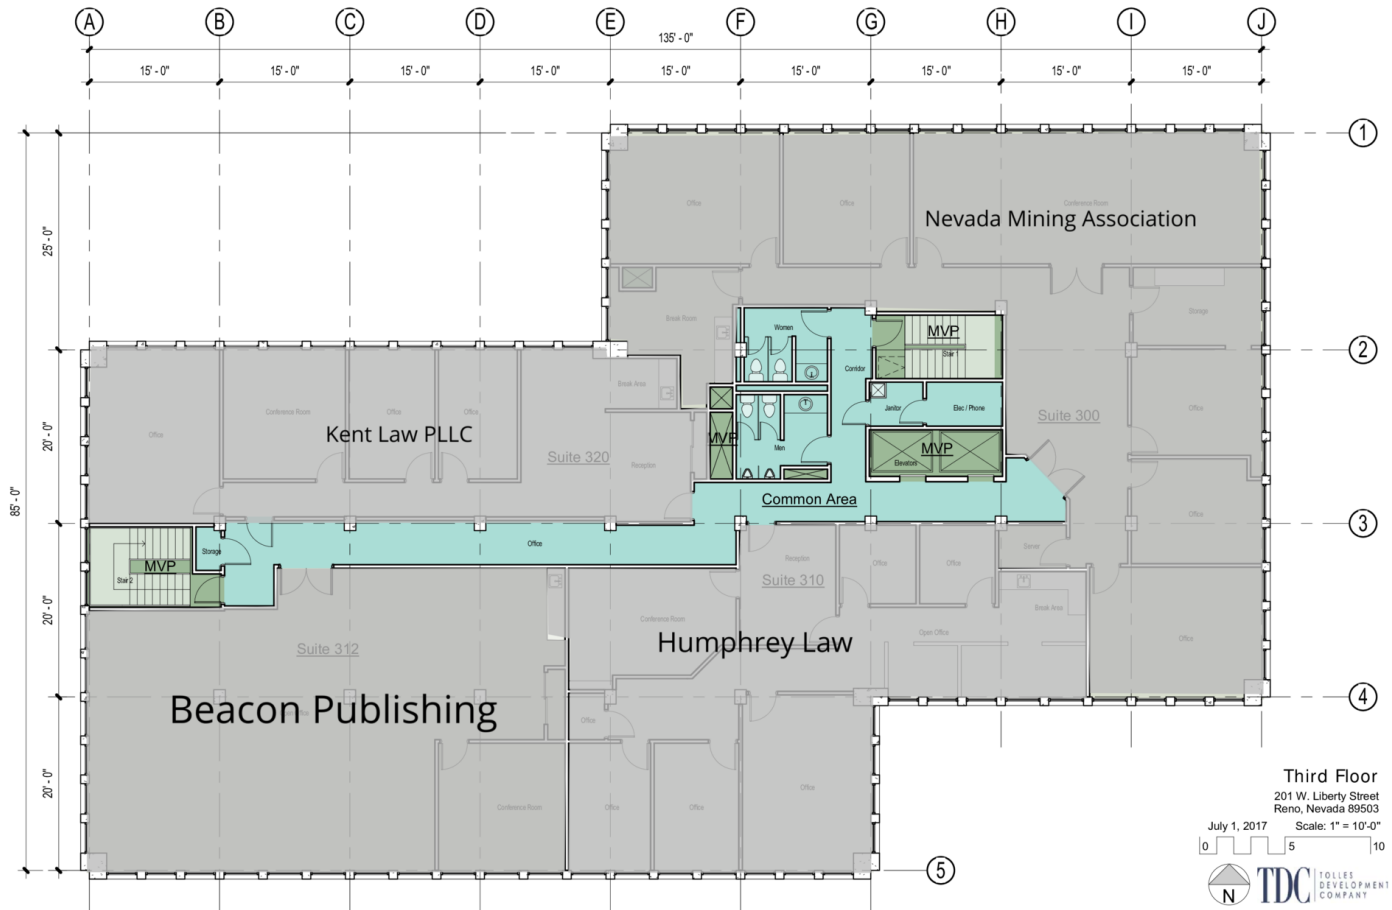 A B C D E F G H I J
135' - 0"
15' - 0" 15' - 0" 15' - 0" 15' - 0" 15' - 0" 15' - 0" 15' - 0" 15' - 0" 15' - 0"
1
25' - 0"
Office
Office
Conference Room
Nevada Mining Association
Storage
Break Room
Women
MVP
Stair 1
2
Corridor
Break Area
Conference Room
Office
Office
Office
Janitor
Elec / Phone
Office
Suite 300
20' - 0"
Kent Law PLLC
MVP
Men
MVP
Elevators
Suite 320
Reception
85' - 0"
Common Area
Office
3
Storage
Office
Reception
Server
MVP
Stair 2
Suite 310
Office
Office
20' - 0"
Break Area
Conference Room
Open Office
Office
Suite 312
Humphrey Law
Beacon Publishing
Office
4
20' - 0"
Conference Room
Office
Office
Office
Third Floor
201 W. Liberty Street
Reno, Nevada 89503
July 1, 2017 Scale: 1" = 10'-0"
0 5 10
5
N
TDC TOLLES
DEVELOPMENT
COMPANY